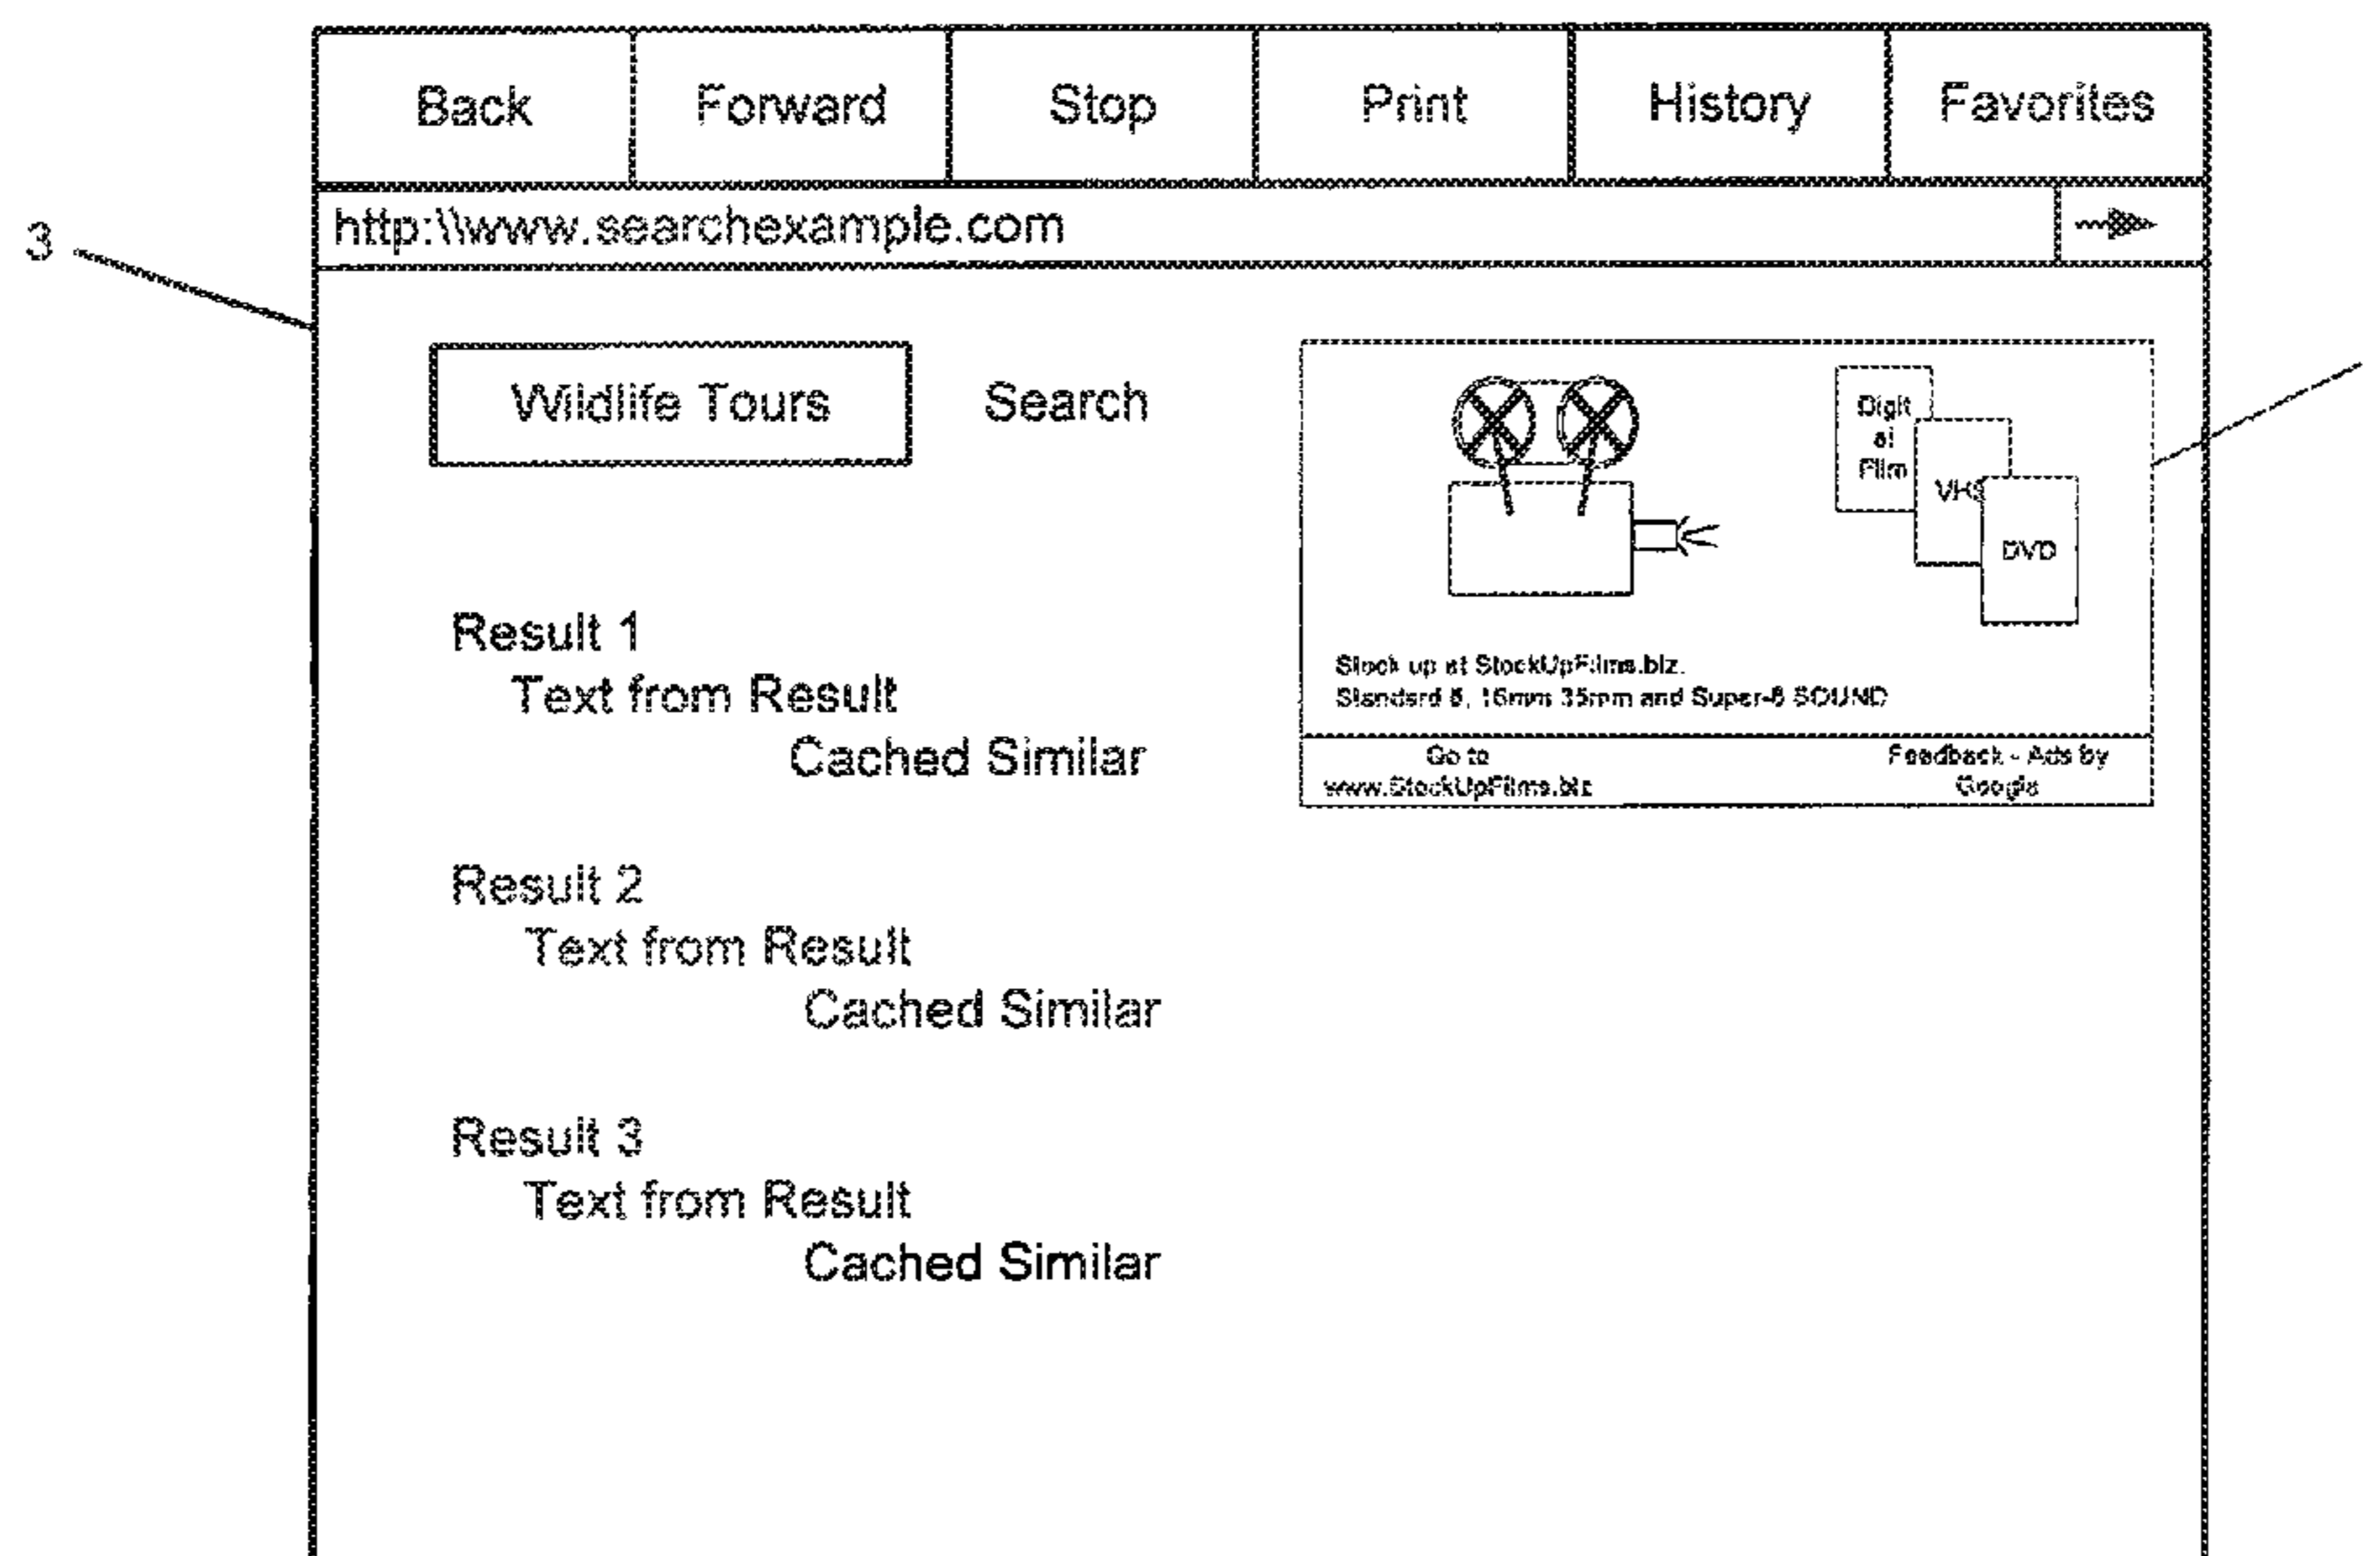 Back Forward Stop Print History Favorites
http:\\www.searchexample.com
3
Wildlife Tours Search
Digit
al
Film
VHS
DVD
Stock up at StockUpFilms.biz.
Standard 8, 16mm 35mm and Super-8 SOUND
Go to
www.StockUpFilms.biz
Feedback - Ads by
Google
Result 1
Text from Result
Cached Similar
Result 2
Text from Result
Cached Similar
Result 3
Text from Result
Cached Similar